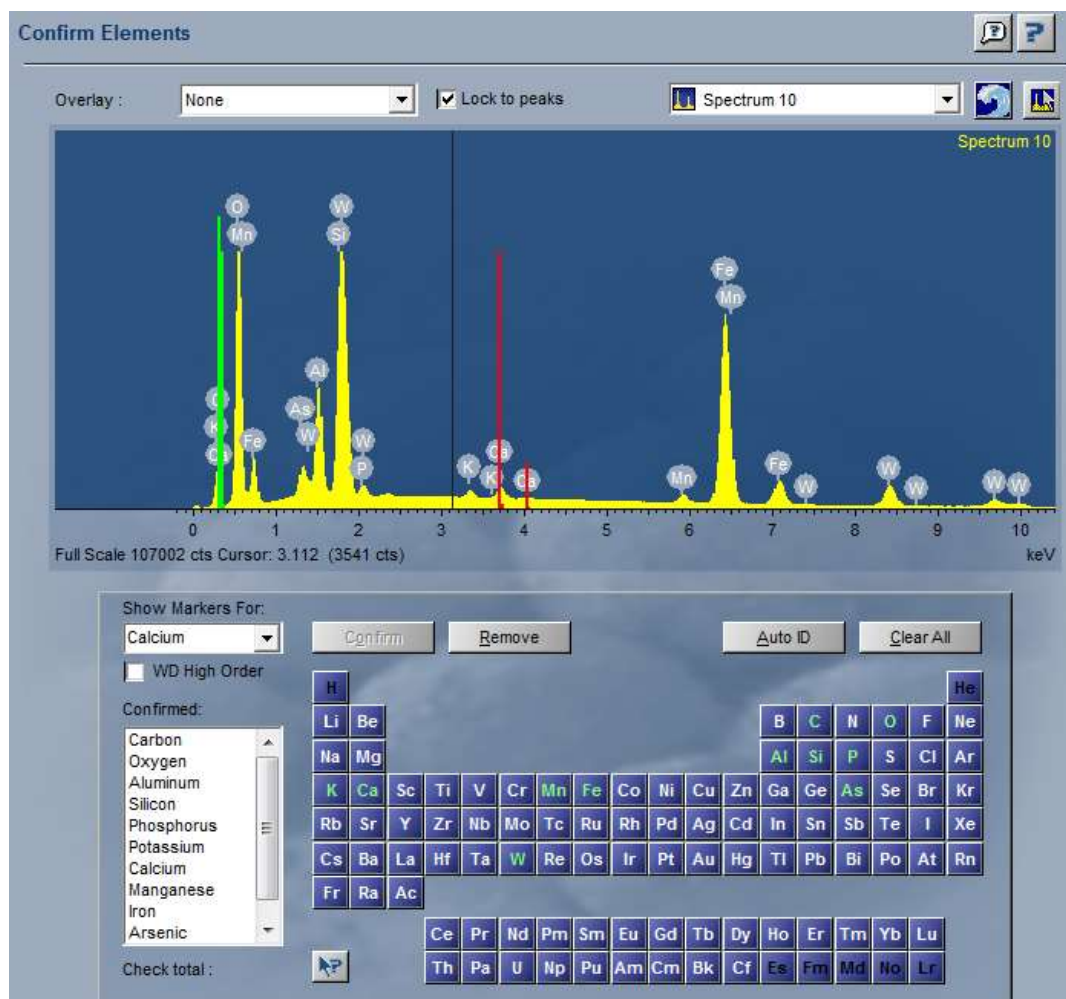 Confirm Elements
Overlay : None Lock to peaks Spectrum 10
Spectrum 10
O W
Mn Si
Fe
Mn
Al
C As
K Fe W W Fe
Ca P K K Ca Ca Mn W W W W W
0 1 2 3 4 5 6 7 8 9 10
Full Scale 107002 cts Cursor: 3.112 (3541 cts) keV
Show Markers For:
Calcium Confirm Remove Auto ID Clear All
WD High Order
Confirmed:
Carbon
Oxygen
Aluminum
Silicon
Phosphorus
Potassium
Calcium
Manganese
Iron
Arsenic
Check total :
H He
Li Be B C N O F Ne
Na Mg Al Si P S Cl Ar
K Ca Sc Ti V Cr Mn Fe Co Ni Cu Zn Ga Ge As Se Br Kr
Rb Sr Y Zr Nb Mo Tc Ru Rh Pd Ag Cd In Sn Sb Te I Xe
Cs Ba La Hf Ta W Re Os Ir Pt Au Hg Tl Pb Bi Po At Rn
Fr Ra Ac
Ce Pr Nd Pm Sm Eu Gd Tb Dy Ho Er Tm Yb Lu
Th Pa U Np Pu Am Cm Bk Cf Es Fm Md No Lr